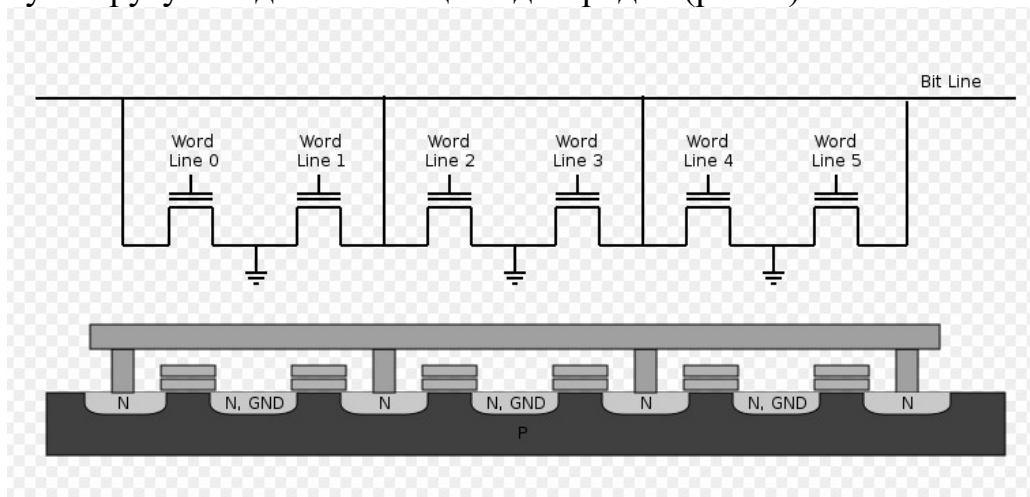 Bit Line
Word
Line 0
Word
Line 1
Word
Line 2
Word
Line 3
Word
Line 4
Word
Line 5
N
N, GND
N
N, GND
N
N, GND
N
P